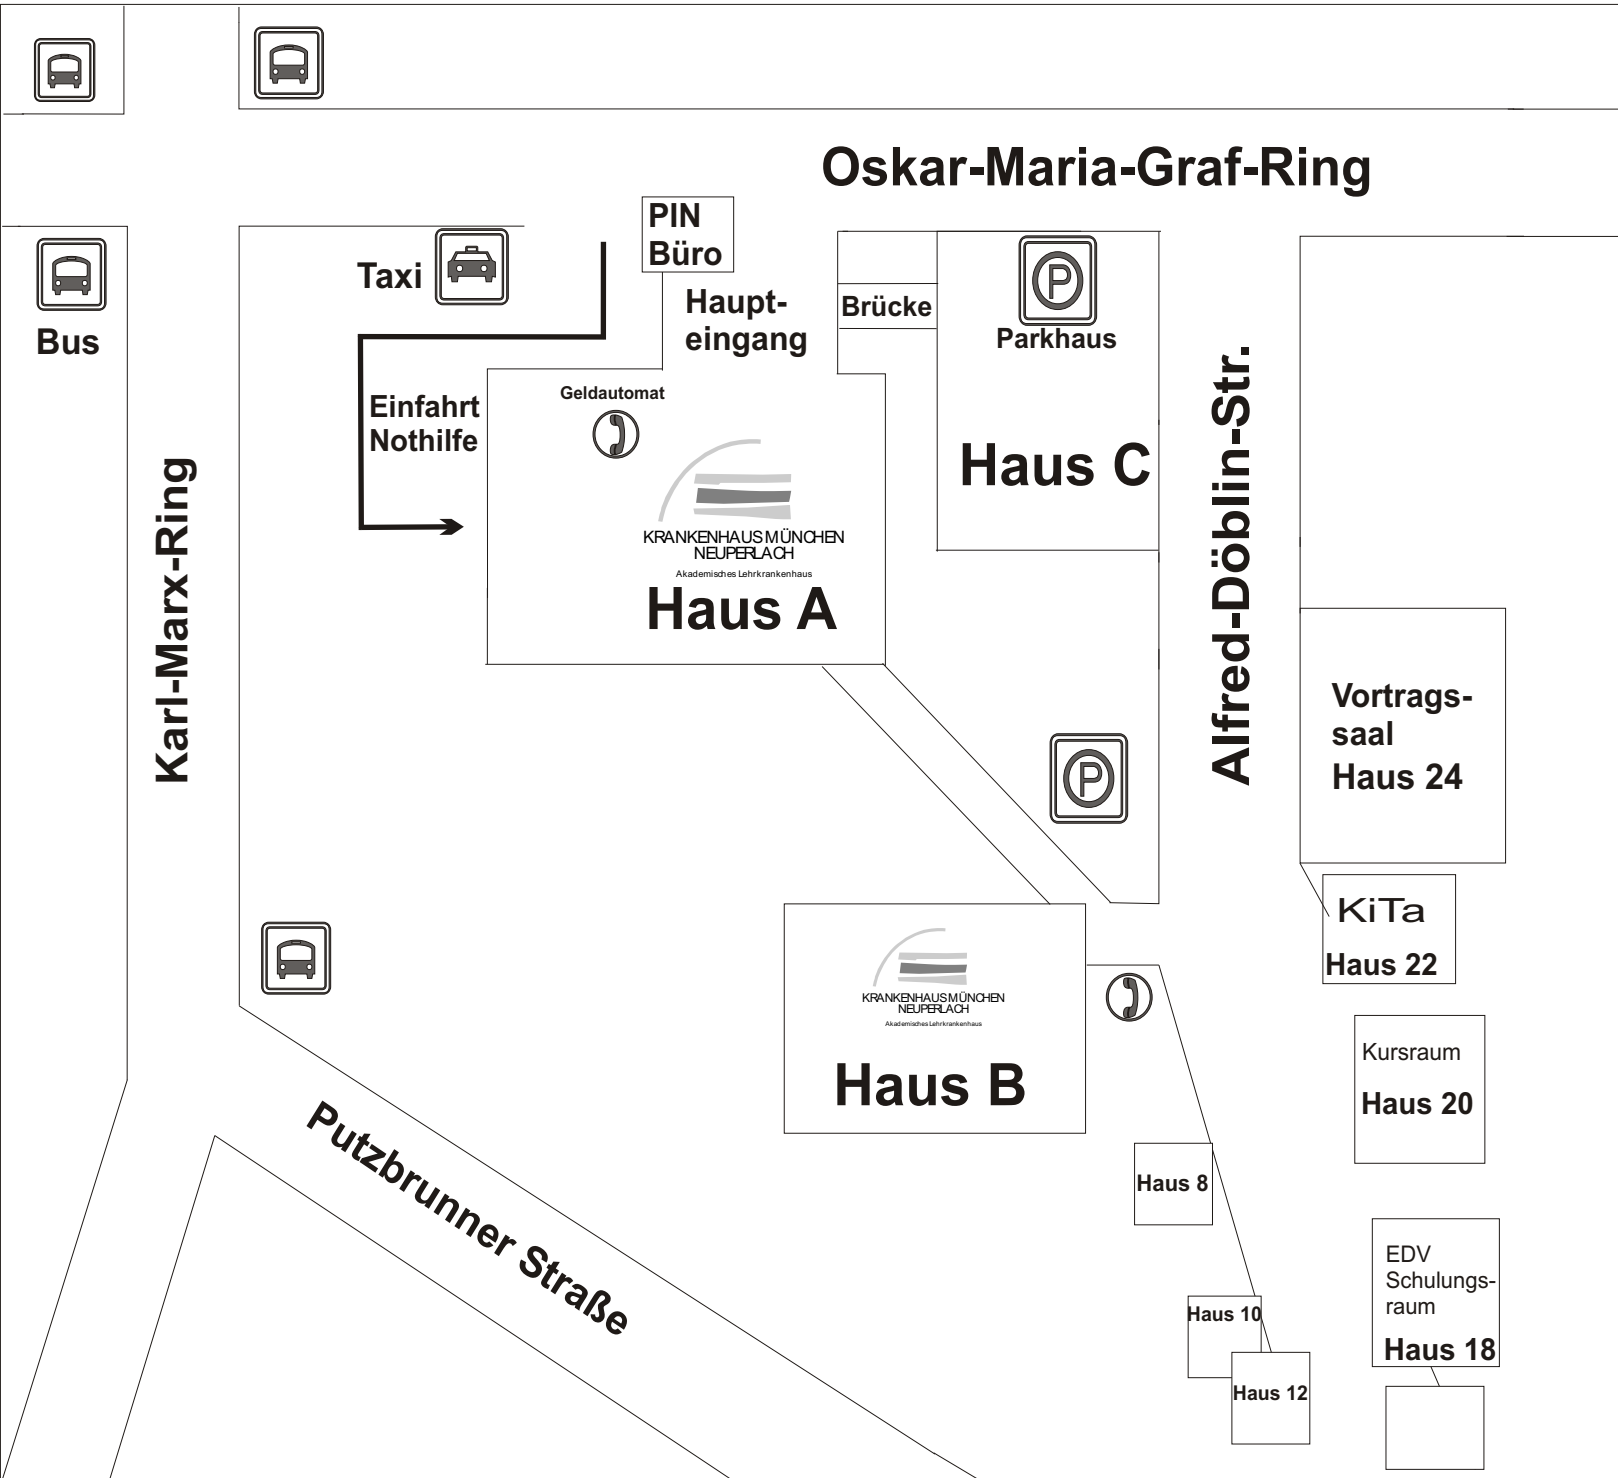 Oskar-Maria-Graf-Ring
PIN
Büro
Taxi
Bus
Haupt-
eingang
Brücke
P
Parkhaus
Einfahrt
Nothilfe
Geldautomat
Haus C
KRANKENHAUS MÜNCHEN
NEUPERLACH
Akademisches Lehrkrankenhaus
Haus A
Karl-Marx-Ring
Alfred-Döblin-Str.
Vortrags-
saal
Haus 24
P
KiTa
Haus 22
KRANKENHAUS MÜNCHEN
NEUPERLACH
Akademisches Lehrkrankenhaus
Haus B
Kursraum
Haus 20
Putzbrunner Straße
Haus 8
EDV
Schulungs-
raum
Haus 18
Haus 10
Haus 12